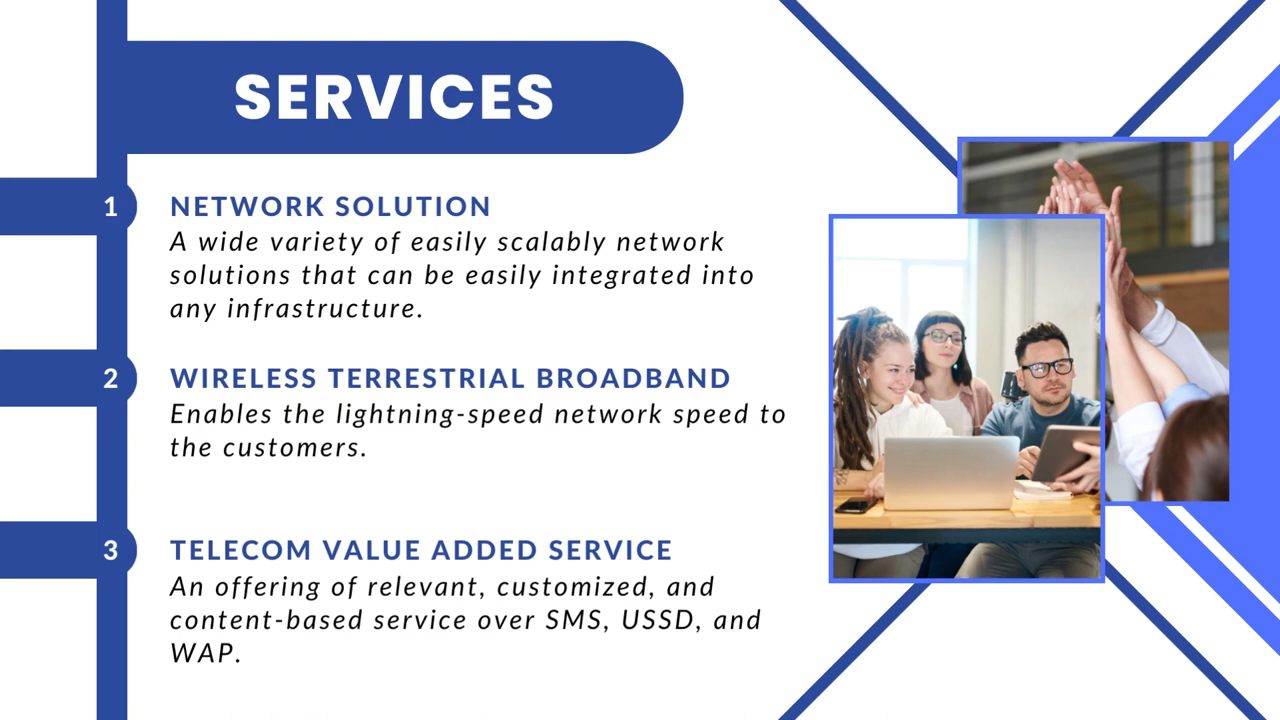 SERVICES
1
NETWORK SOLUTION
A wide variety of easily scalably network
solutions that can be easily integrated into
any infrastructure.
2
WIRELESS TERRESTRIAL BROADBAND
Enables the lightning-speed network speed to
the customers.
3
TELECOM VALUE ADDED SERVICE
An offering of relevant, customized, and
content-based service over SMS, USSD, and
WAP.